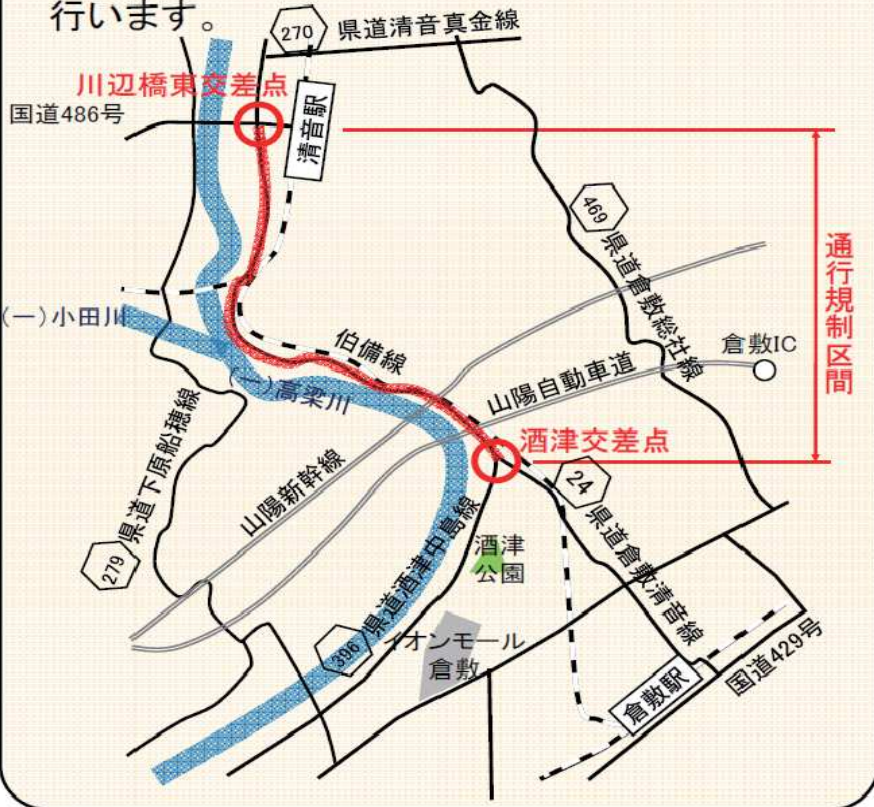 行います。
270
県道清音真金線
川辺橋東交差点
国道486号
清音駅
469
県道倉敷総社線
通行規制区間
(一)小田川
伯備線
倉敷IC
(一)高梁川
山陽自動車道
酒津交差点
山陽新幹線
24
県道倉敷清音線
279
県道下原船穂線
酒津
公園
396
県道酒津中島線
イオンモール
倉敷
倉敷駅
国道429号